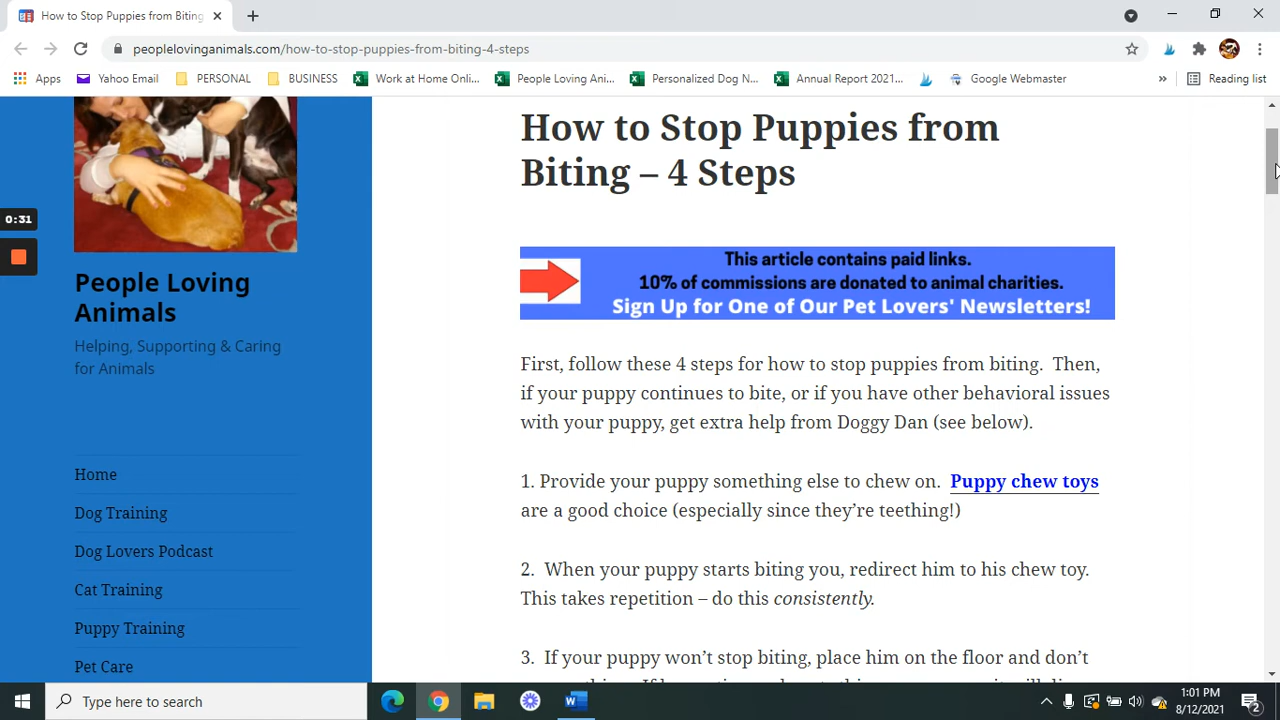 How to Stop Puppies from Biting
peoplelovinganimals.com/how-to-stop-puppies-from-biting-4-steps
Apps
Yahoo Email
PERSONAL
BUSINESS
Work at Home Onli...
People Loving Ani...
Personalized Dog N...
Annual Report 2021...
Google Webmaster
»
Reading list
0:31
People Loving
Animals
Helping, Supporting & Caring
for Animals
Home
Dog Training
Dog Lovers Podcast
Cat Training
Puppy Training
Pet Care
How to Stop Puppies from
Biting – 4 Steps
This article contains paid links.
10% of commissions are donated to animal charities.
Sign Up for One of Our Pet Lovers' Newsletters!
First, follow these 4 steps for how to stop puppies from biting. Then,
if your puppy continues to bite, or if you have other behavioral issues
with your puppy, get extra help from Doggy Dan (see below).
1. Provide your puppy something else to chew on. Puppy chew toys
are a good choice (especially since they’re teething!)
2. When your puppy starts biting you, redirect him to his chew toy.
This takes repetition – do this consistently.
3. If your puppy won’t stop biting, place him on the floor and don’t
Type here to search
1:01 PM
8/12/2021
2